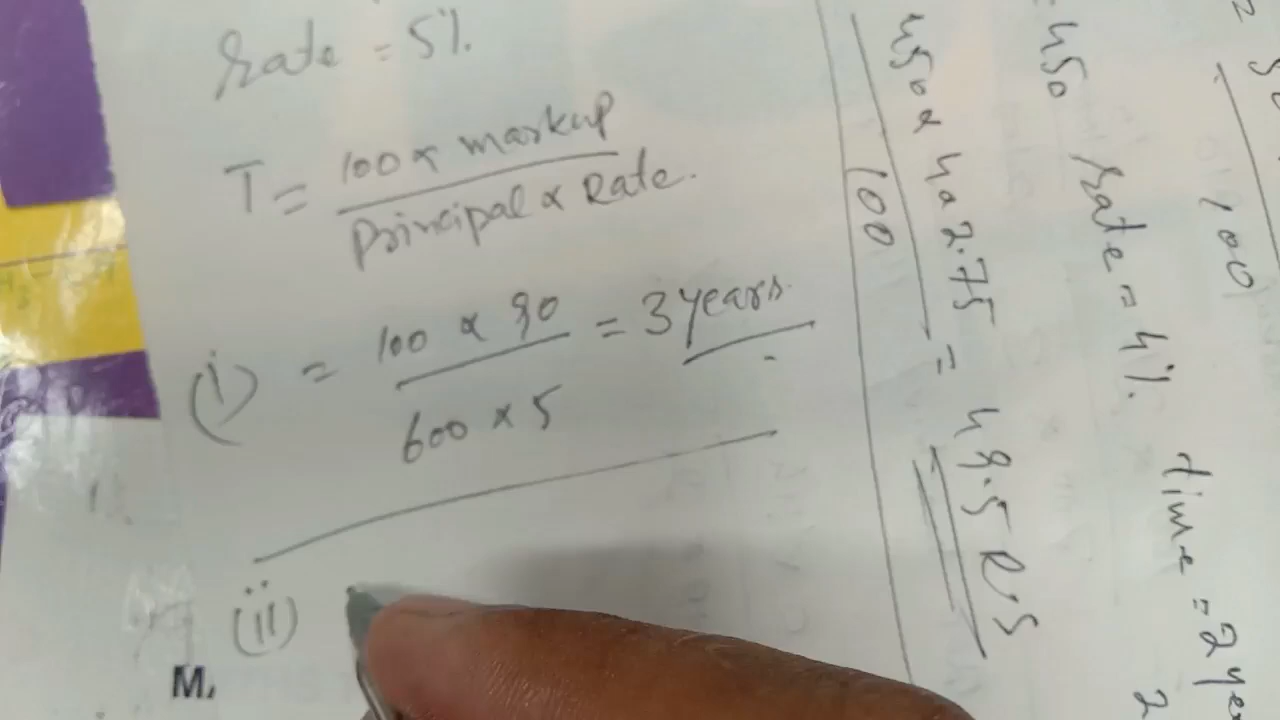 Rate = 5%.
T = 100 x markup
Principal x Rate.
(i) = 100 x 90 = 3 years.
600 x 5
(ii)
M.
= 450 Rate = 4%. time = 2 ye
450 x 4 x 2.75 = 49.5 R.S
100
100
2